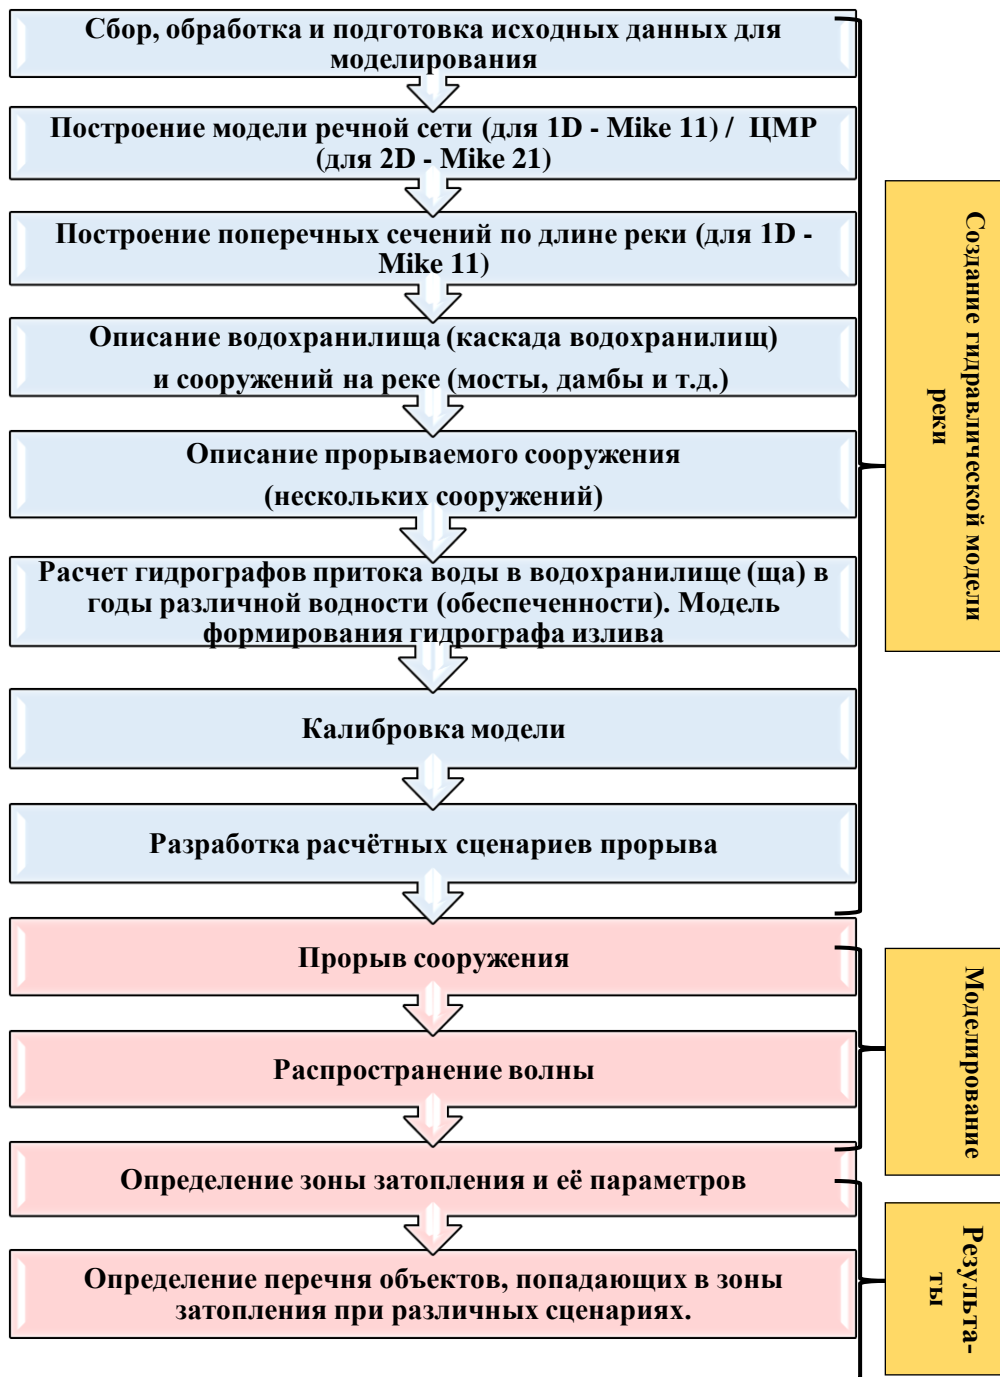 Сбор, обработка и подготовка исходных данных для
моделирования
Построение модели речной сети (для 1D - Mike 11) / ЦМР
(для 2D - Mike 21)
Построение поперечных сечений по длине реки (для 1D -
Mike 11)
Описание водохранилища (каскада водохранилищ)
и сооружений на реке (мосты, дамбы и т.д.)
Описание прорываемого сооружения
(нескольких сооружений)
Расчет гидрографов притока воды в водохранилище (ща) в
годы различной водности (обеспеченности). Модель
формирования гидрографа излива
Калибровка модели
Разработка расчётных сценариев прорыва
Прорыв сооружения
Распространение волны
Определение зоны затопления и её параметров
Определение перечня объектов, попадающих в зоны
затопления при различных сценариях.
Создание гидравлической модели
реки
Моделирование
Результа-
ты